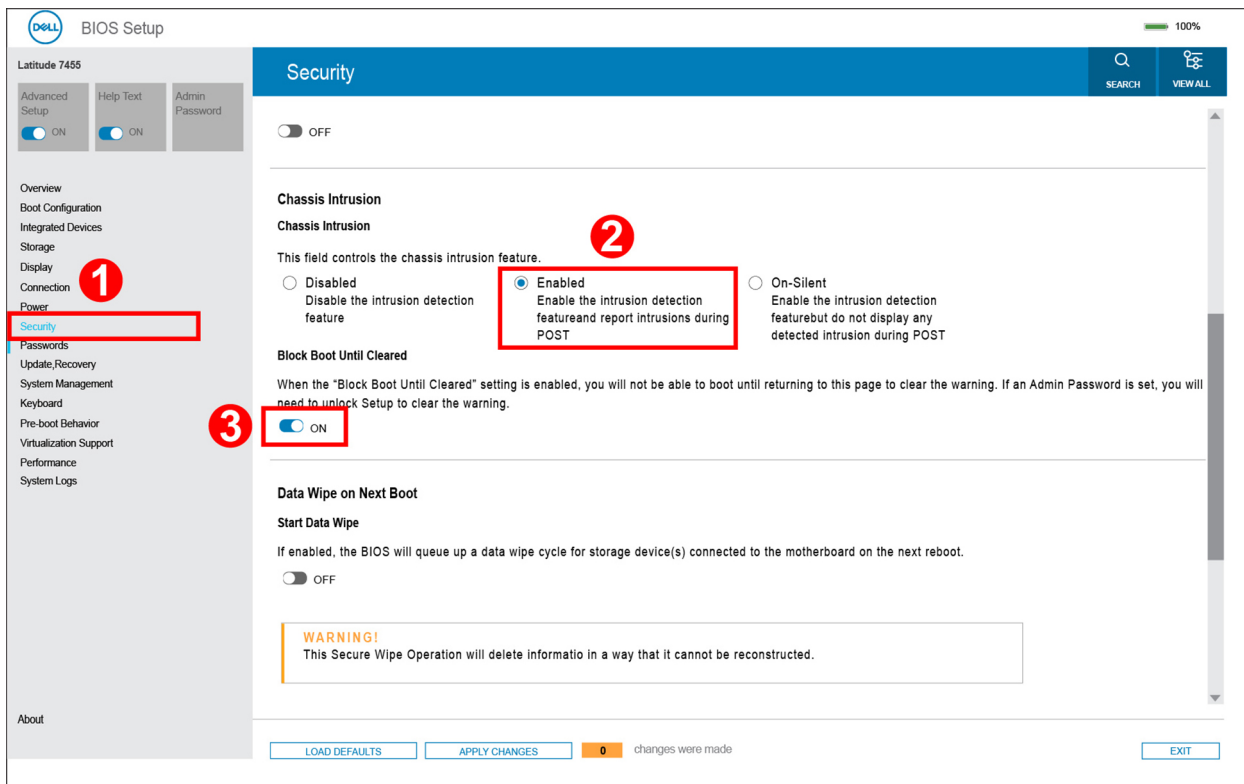 DELL BIOS Setup
100%
Latitude 7455
Advanced Setup
ON
Help Text
ON
Admin Password
Security
SEARCH
VIEW ALL
Overview
Boot Configuration
Integrated Devices
Storage
Display
Connection
Power
Security
Passwords
Update,Recovery
System Management
Keyboard
Pre-boot Behavior
Virtualization Support
Performance
System Logs
About
1
OFF
Chassis Intrusion
Chassis Intrusion
2
This field controls the chassis intrusion feature.
Disabled
Disable the intrusion detection
feature
Enabled
Enable the intrusion detection
featureand report intrusions during
POST
On-Silent
Enable the intrusion detection
featurebut do not display any
detected intrusion during POST
Block Boot Until Cleared
When the “Block Boot Until Cleared” setting is enabled, you will not be able to boot until returning to this page to clear the warning. If an Admin Password is set, you will
need to unlock Setup to clear the warning.
3
ON
Data Wipe on Next Boot
Start Data Wipe
If enabled, the BIOS will queue up a data wipe cycle for storage device(s) connected to the motherboard on the next reboot.
OFF
WARNING!
This Secure Wipe Operation will delete informatio in a way that it cannot be reconstructed.
LOAD DEFAULTS
APPLY CHANGES
0
changes were made
EXIT